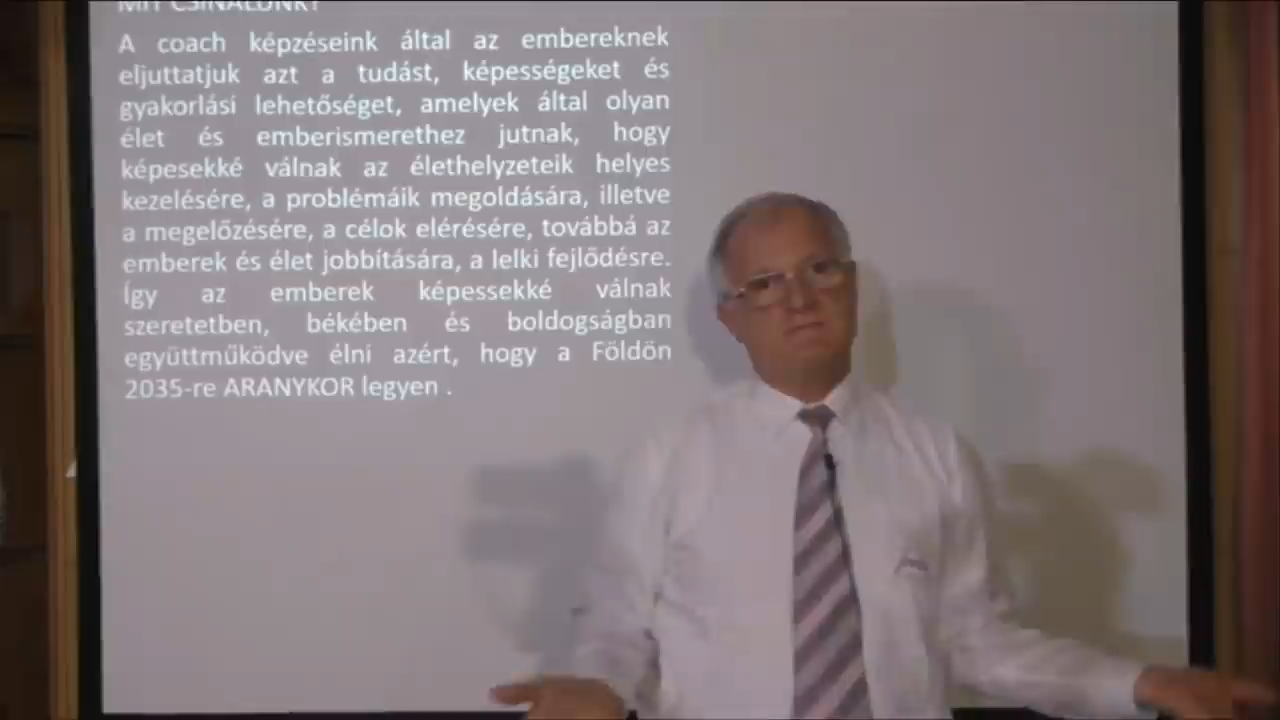 MIT CSINÁLUNK?
A coach képzéseink által az embereknek
eljuttatjuk azt a tudást, képességeket és
gyakorlási lehetőséget, amelyek által olyan
élet és emberismerethez jutnak, hogy
képesekké válnak az élethelyzeteik helyes
kezelésére, a problémáik megoldására, illetve
a megelőzésére, a célok elérésére, továbbá az
emberek és élet jobbítására, a lelki fejlődésre.
Így az emberek képessekké válnak
szeretetben, békében és boldogságban
együttműködve élni azért, hogy a Földön
2035-re ARANYKOR legyen .